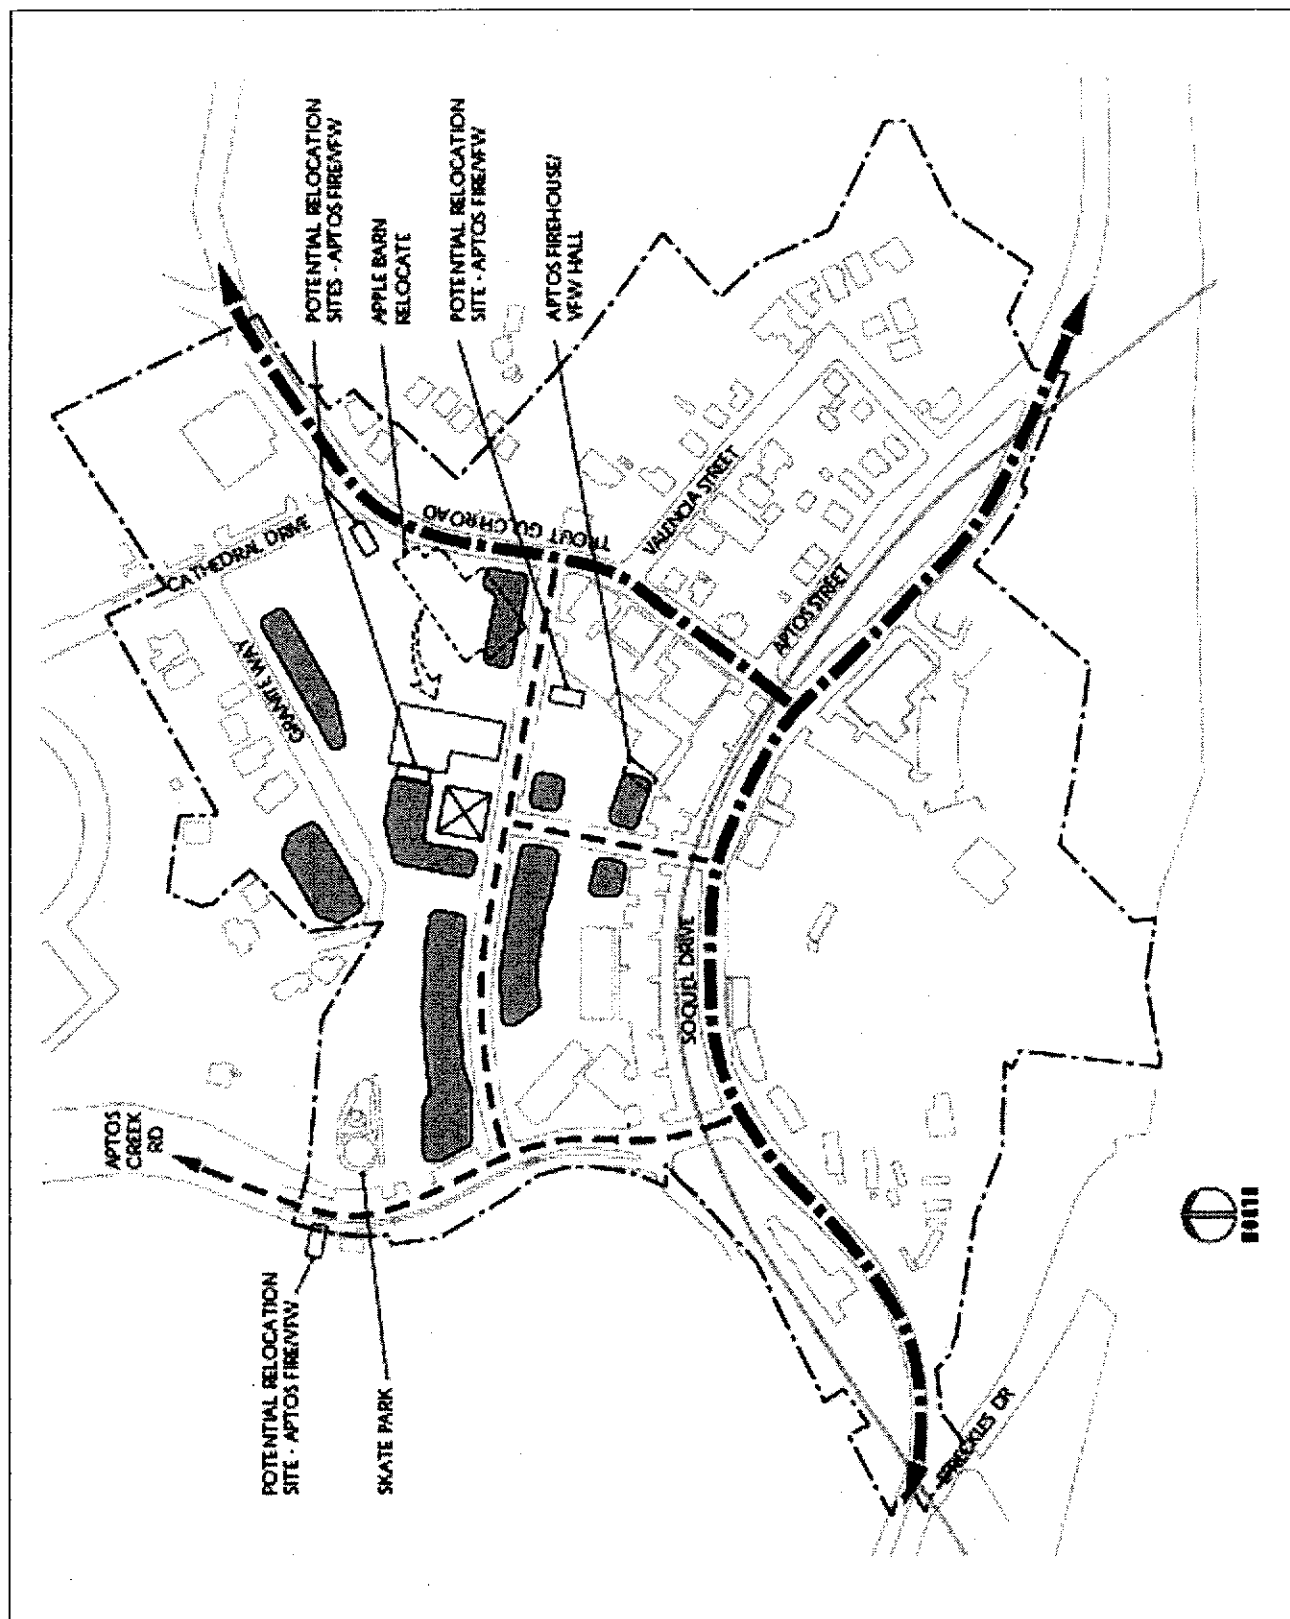 POTENTIAL RELOCATION
SITES - APTOS FIRE/VFW
APPLE BARN
RELOCATE
POTENTIAL RELOCATION
SITE - APTOS FIRE/VFW
APTOS FIREHOUSE/
VFW HALL
CATHEDRAL DRIVE
GRANITE WAY
TROUT GULCH ROAD
VALENCIA STREET
APTOS STREET
SOQUEL DRIVE
APTOS
CREEK
RD
POTENTIAL RELOCATION
SITE - APTOS FIRE/VFW
SKATE PARK
DR
NORTH